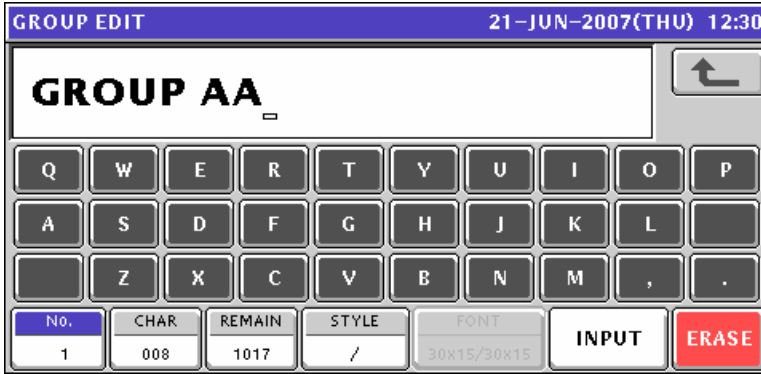 GROUP EDIT 21-JUN-2007(THU) 12:30
GROUP AA_
Q W E R T Y U I O P
A S D F G H J K L
Z X C V B N M , .
No. CHAR REMAIN STYLE FONT INPUT ERASE
1 008 1017 / 30x15/30x15